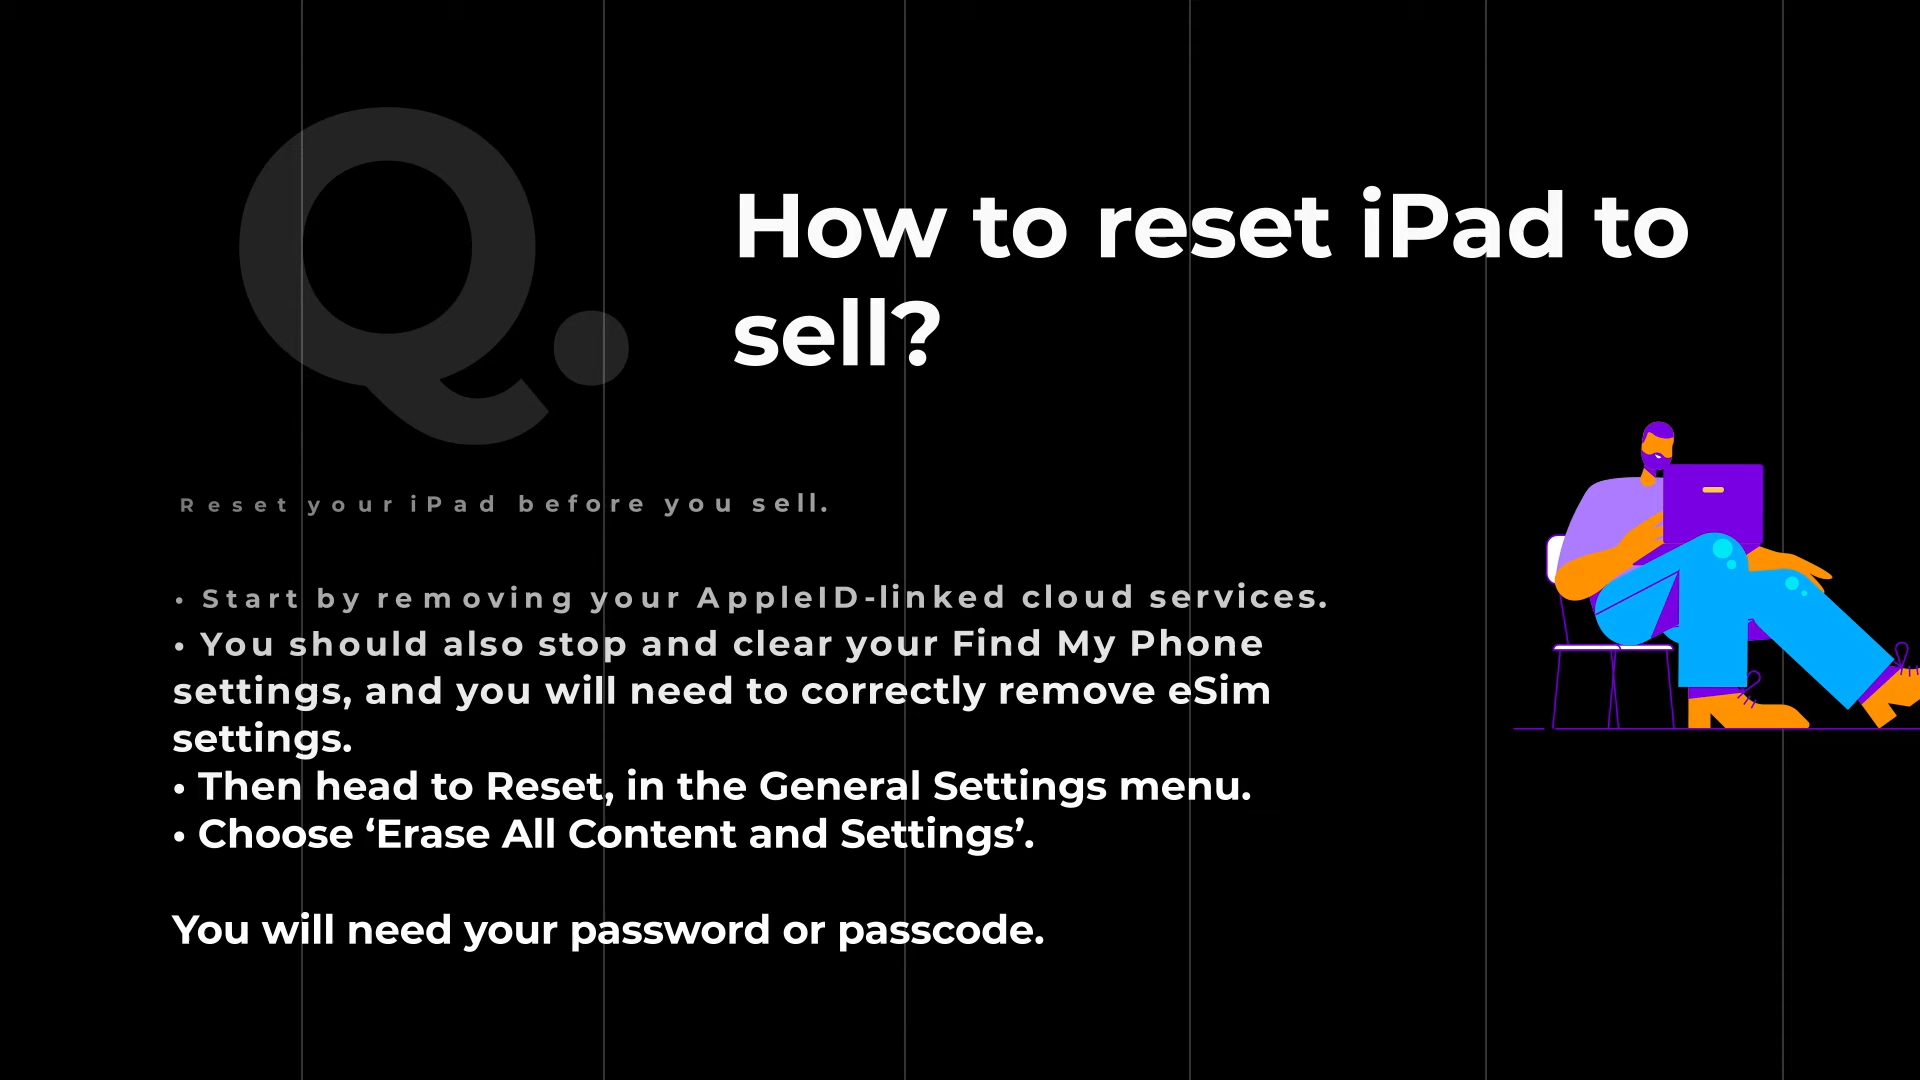 Q.
How to reset iPad to
sell?
Reset your iPad before you sell.
• Start by removing your AppleID-linked cloud services.
• You should also stop and clear your Find My Phone
settings, and you will need to correctly remove eSim
settings.
• Then head to Reset, in the General Settings menu.
• Choose ‘Erase All Content and Settings’.
You will need your password or passcode.